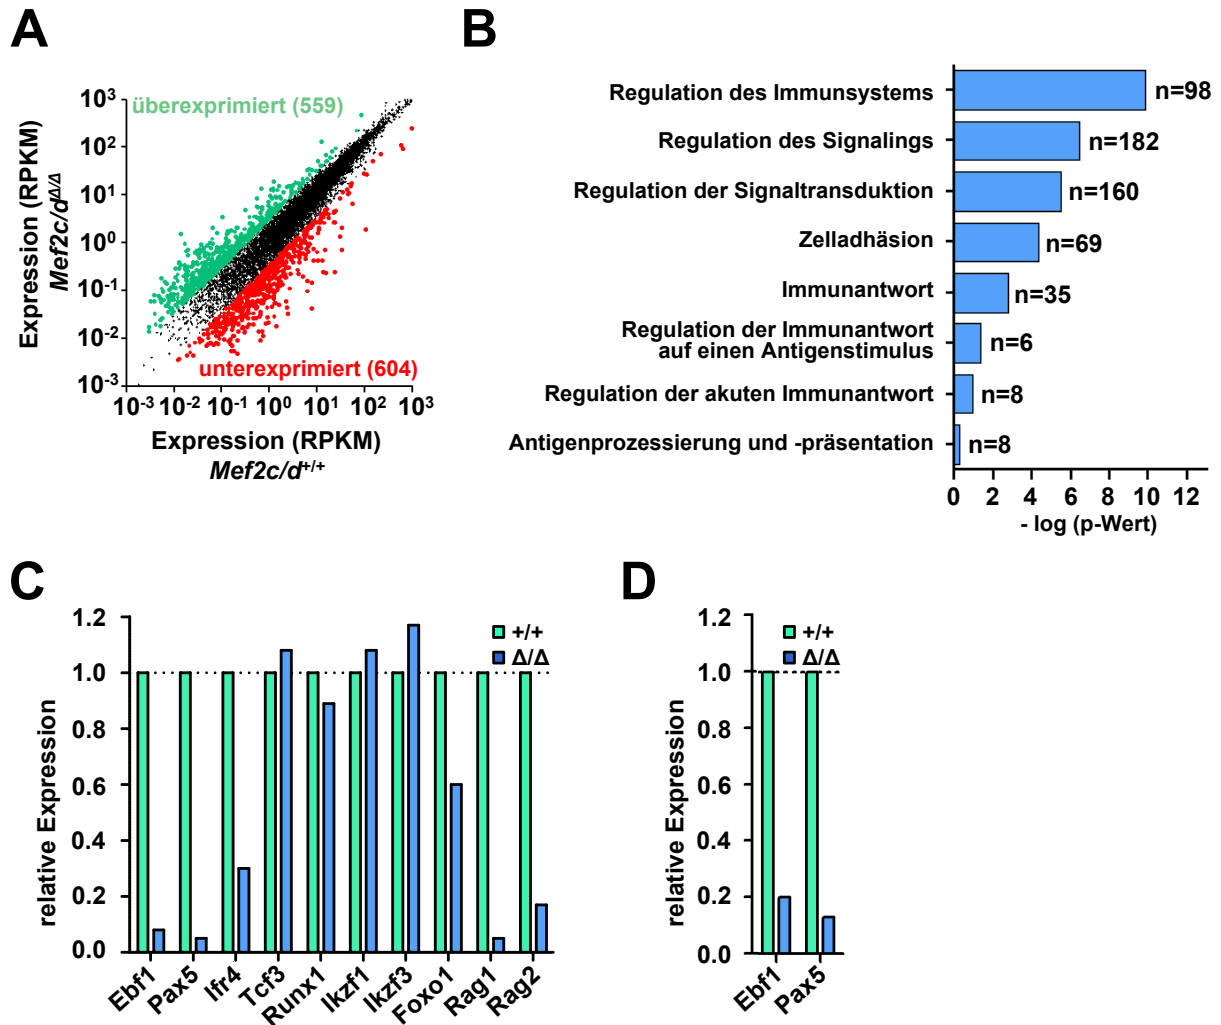 A
B
10³
überexprimiert (559)
10²
10¹
10⁰
10⁻¹
10⁻²
10⁻³
unterexprimiert (604)
Expression (RPKM)
Mef2c/d^Δ/Δ
10⁻³ 10⁻² 10⁻¹ 10⁰ 10¹ 10² 10³
Expression (RPKM)
Mef2c/d⁺/⁺
Regulation des Immunsystems n=98
Regulation des Signalings n=182
Regulation der Signaltransduktion n=160
Zelladhäsion n=69
Immunantwort n=35
Regulation der Immunantwort
auf einen Antigenstimulus n=6
Regulation der akuten Immunantwort n=8
Antigenprozessierung und -präsentation n=8
0 2 4 6 8 10 12
- log (p-Wert)
C
1.2
1.0
0.8
0.6
0.4
0.2
0.0
relative Expression
+/+
Δ/Δ
Ebf1 Pax5 Ifr4 Tcf3 Runx1 Ikzf1 Ikzf3 Foxo1 Rag1 Rag2
D
1.2
1.0
0.8
0.6
0.4
0.2
0.0
relative Expression
+/+
Δ/Δ
Ebf1 Pax5